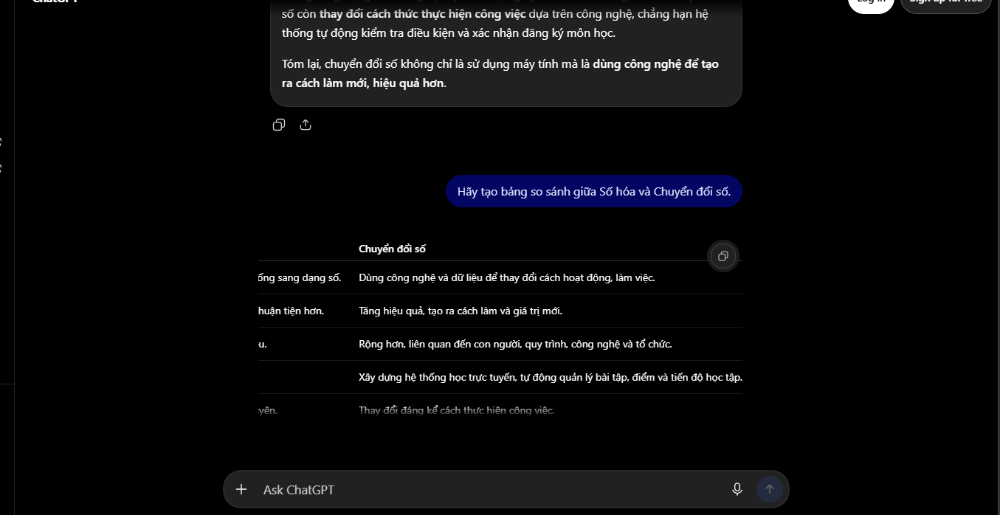 ChatGPT
Log in
Sign up for free
số còn thay đổi cách thức thực hiện công việc dựa trên công nghệ, chẳng hạn hệ
thống tự động kiểm tra điều kiện và xác nhận đăng ký môn học.
Tóm lại, chuyển đổi số không chỉ là sử dụng máy tính mà là dùng công nghệ để tạo
ra cách làm mới, hiệu quả hơn.
Hãy tạo bảng so sánh giữa Số hóa và Chuyển đổi số.
Chuyển đổi số
ống sang dạng số. Dùng công nghệ và dữ liệu để thay đổi cách hoạt động, làm việc.
huận tiện hơn. Tăng hiệu quả, tạo ra cách làm và giá trị mới.
u. Rộng hơn, liên quan đến con người, quy trình, công nghệ và tổ chức.
Xây dựng hệ thống học trực tuyến, tự động quản lý bài tập, điểm và tiến độ học tập.
yên. Thay đổi đáng kể cách thực hiện công việc.
Ask ChatGPT